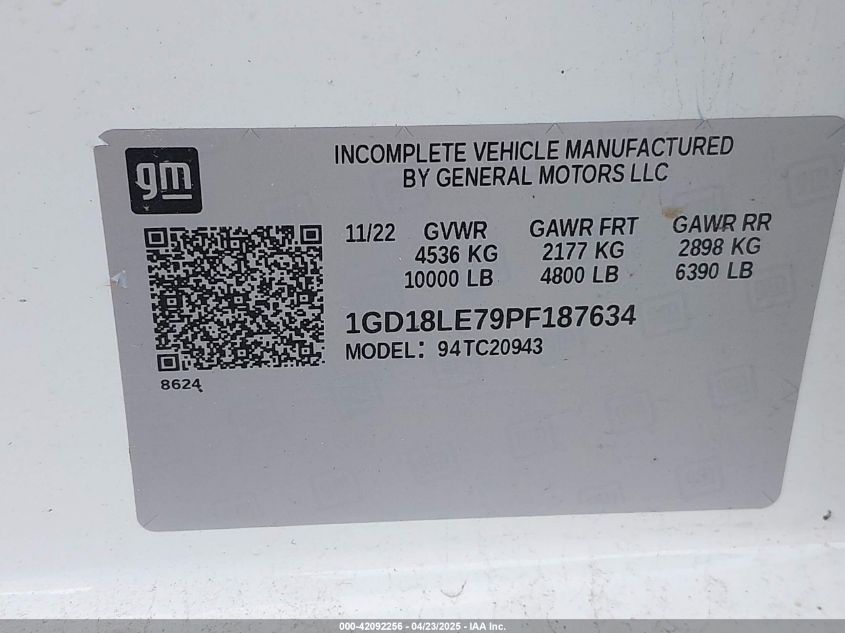 gm
INCOMPLETE VEHICLE MANUFACTURED
BY GENERAL MOTORS LLC
11/22 GVWR GAWR FRT GAWR RR
4536 KG 2177 KG 2898 KG
10000 LB 4800 LB 6390 LB
1GD18LE79PF187634
MODEL: 94TC20943
8624
000-42092256 - 04/23/2025 - IAA Inc.